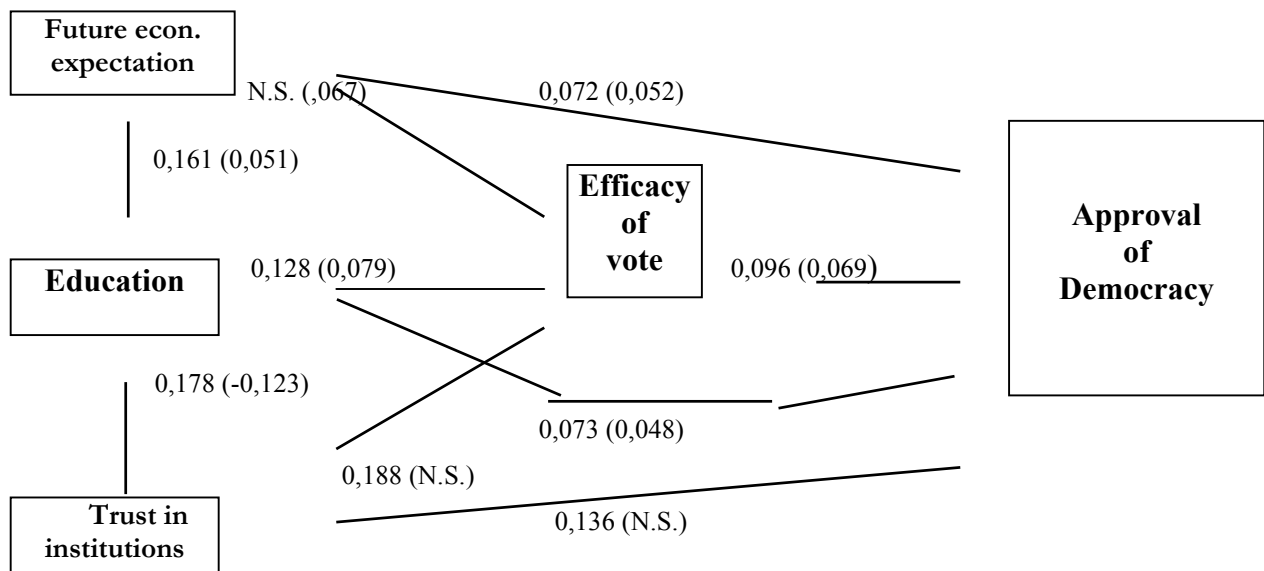 Future econ.
expectation
N.S. (,067)
0,072 (0,052)
0,161 (0,051)
Efficacy
of
vote
Approval
of
Democracy
Education
0,128 (0,079)
0,096 (0,069)
0,178 (-0,123)
0,073 (0,048)
0,188 (N.S.)
0,136 (N.S.)
Trust in
institutions